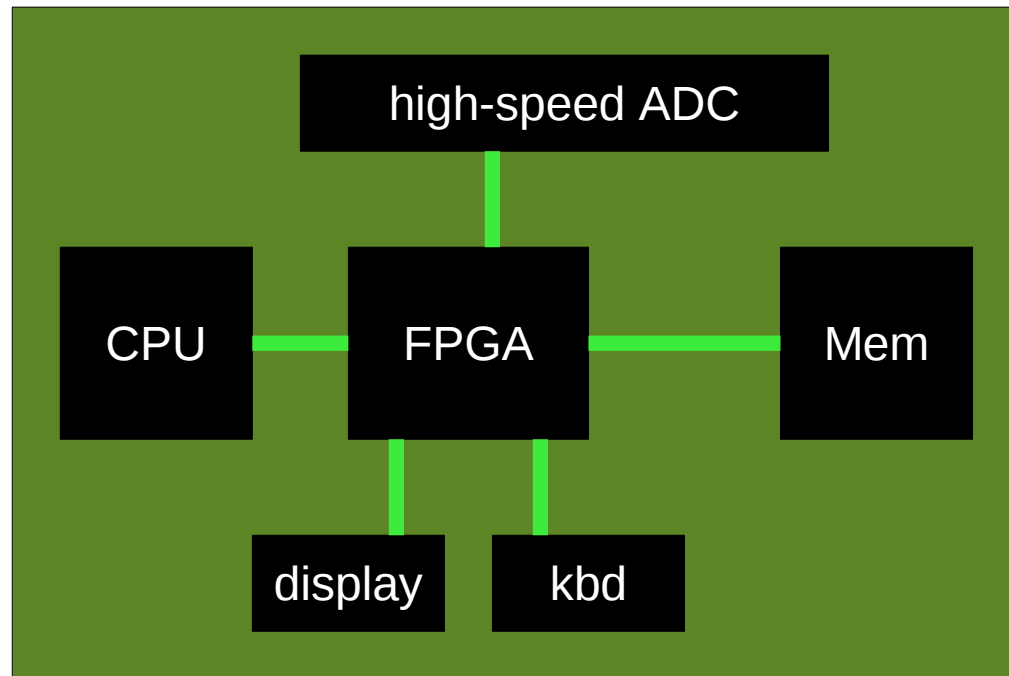 high-speed ADC
CPU
FPGA
Mem
display
kbd